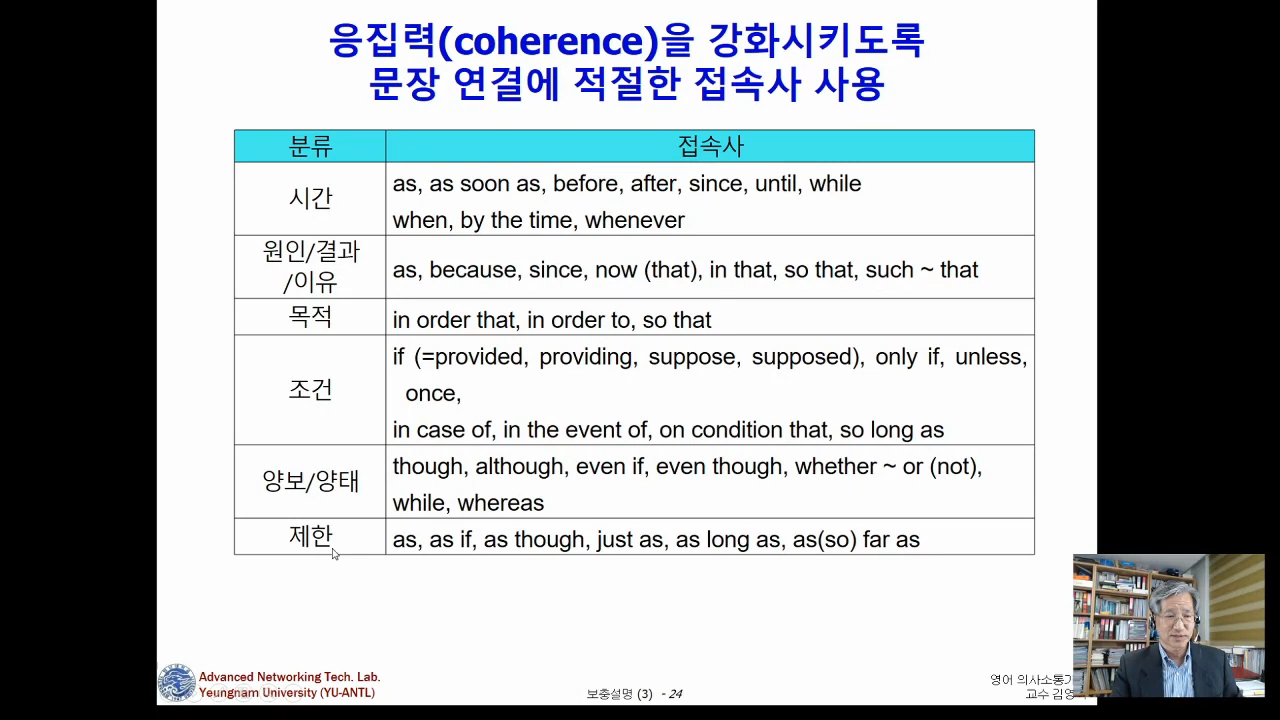 응집력(coherence)을 강화시키도록
문장 연결에 적절한 접속사 사용
분류 접속사
시간 as, as soon as, before, after, since, until, while
when, by the time, whenever
원인/결과
/이유 as, because, since, now (that), in that, so that, such ~ that
목적 in order that, in order to, so that
조건 if (=provided, providing, suppose, supposed), only if, unless,
once,
in case of, in the event of, on condition that, so long as
양보/양태 though, although, even if, even though, whether ~ or (not),
while, whereas
제한 as, as if, as though, just as, as long as, as(so) far as
Advanced Networking Tech. Lab.
Yeungnam University (YU-ANTL)
보충설명 (3) - 24
영어 의사소통
교수 김영